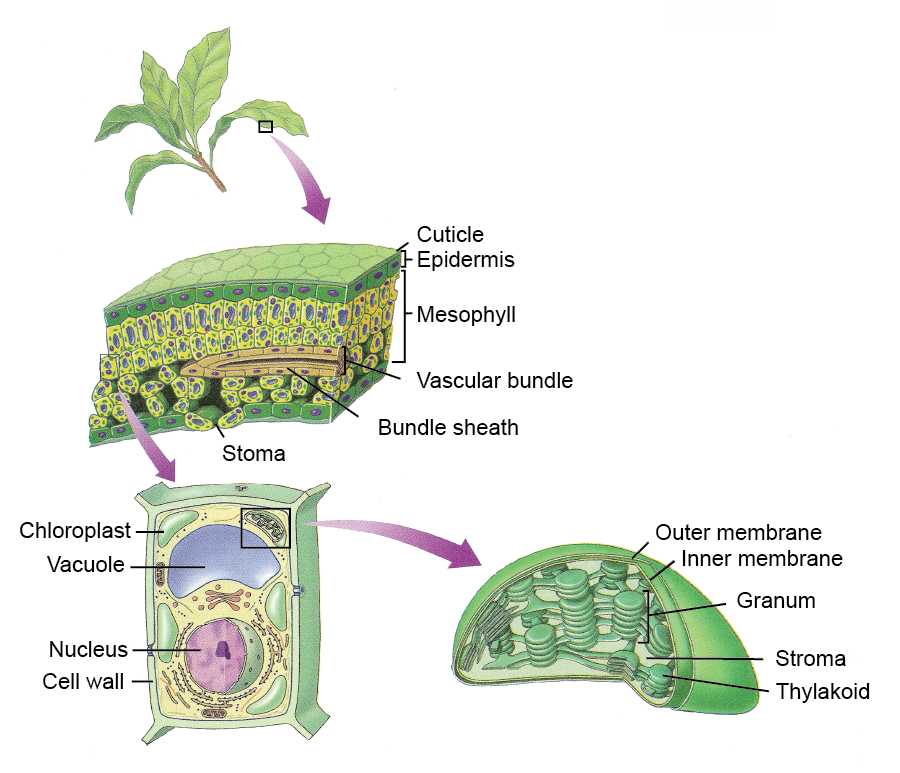 Cuticle
Epidermis
Mesophyll
Vascular bundle
Bundle sheath
Stoma
Chloroplast
Vacuole
Nucleus
Cell wall
Outer membrane
Inner membrane
Granum
Stroma
Thylakoid